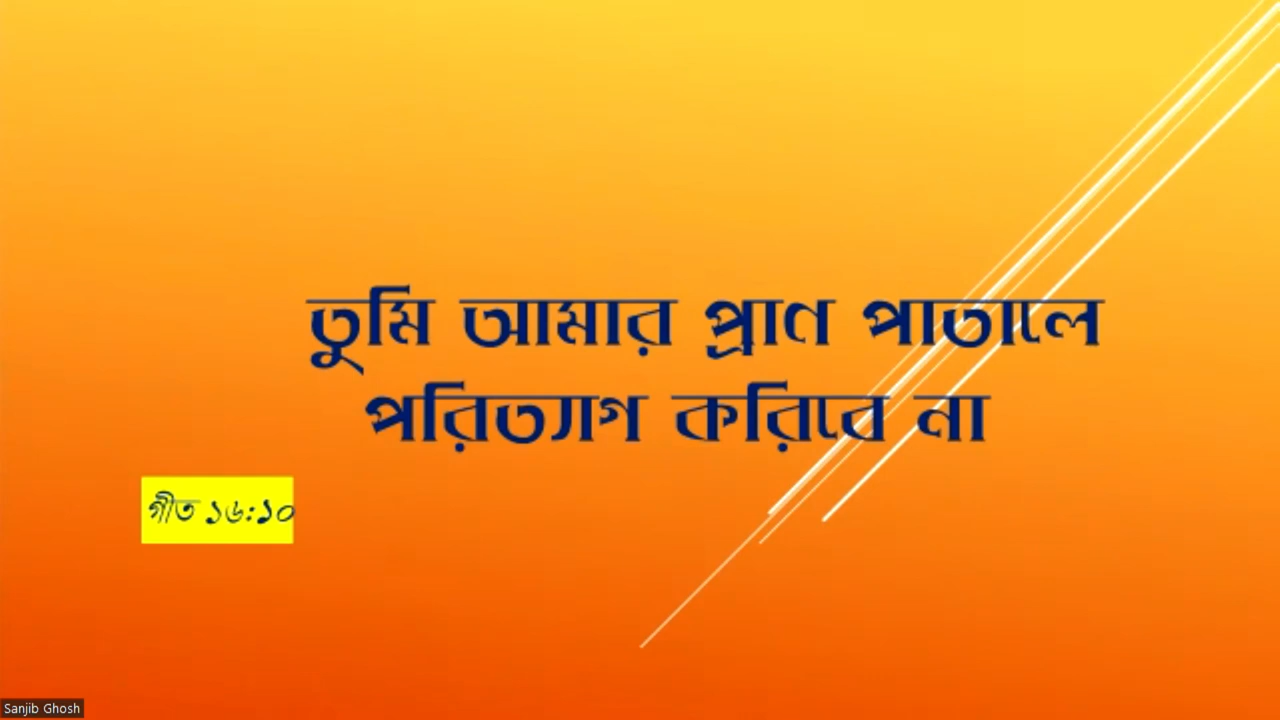 তুমি আমার প্রাণ পাতালে
পরিত্যাগ করিবে না
গীত ১৬:১০
Sanjib Ghosh